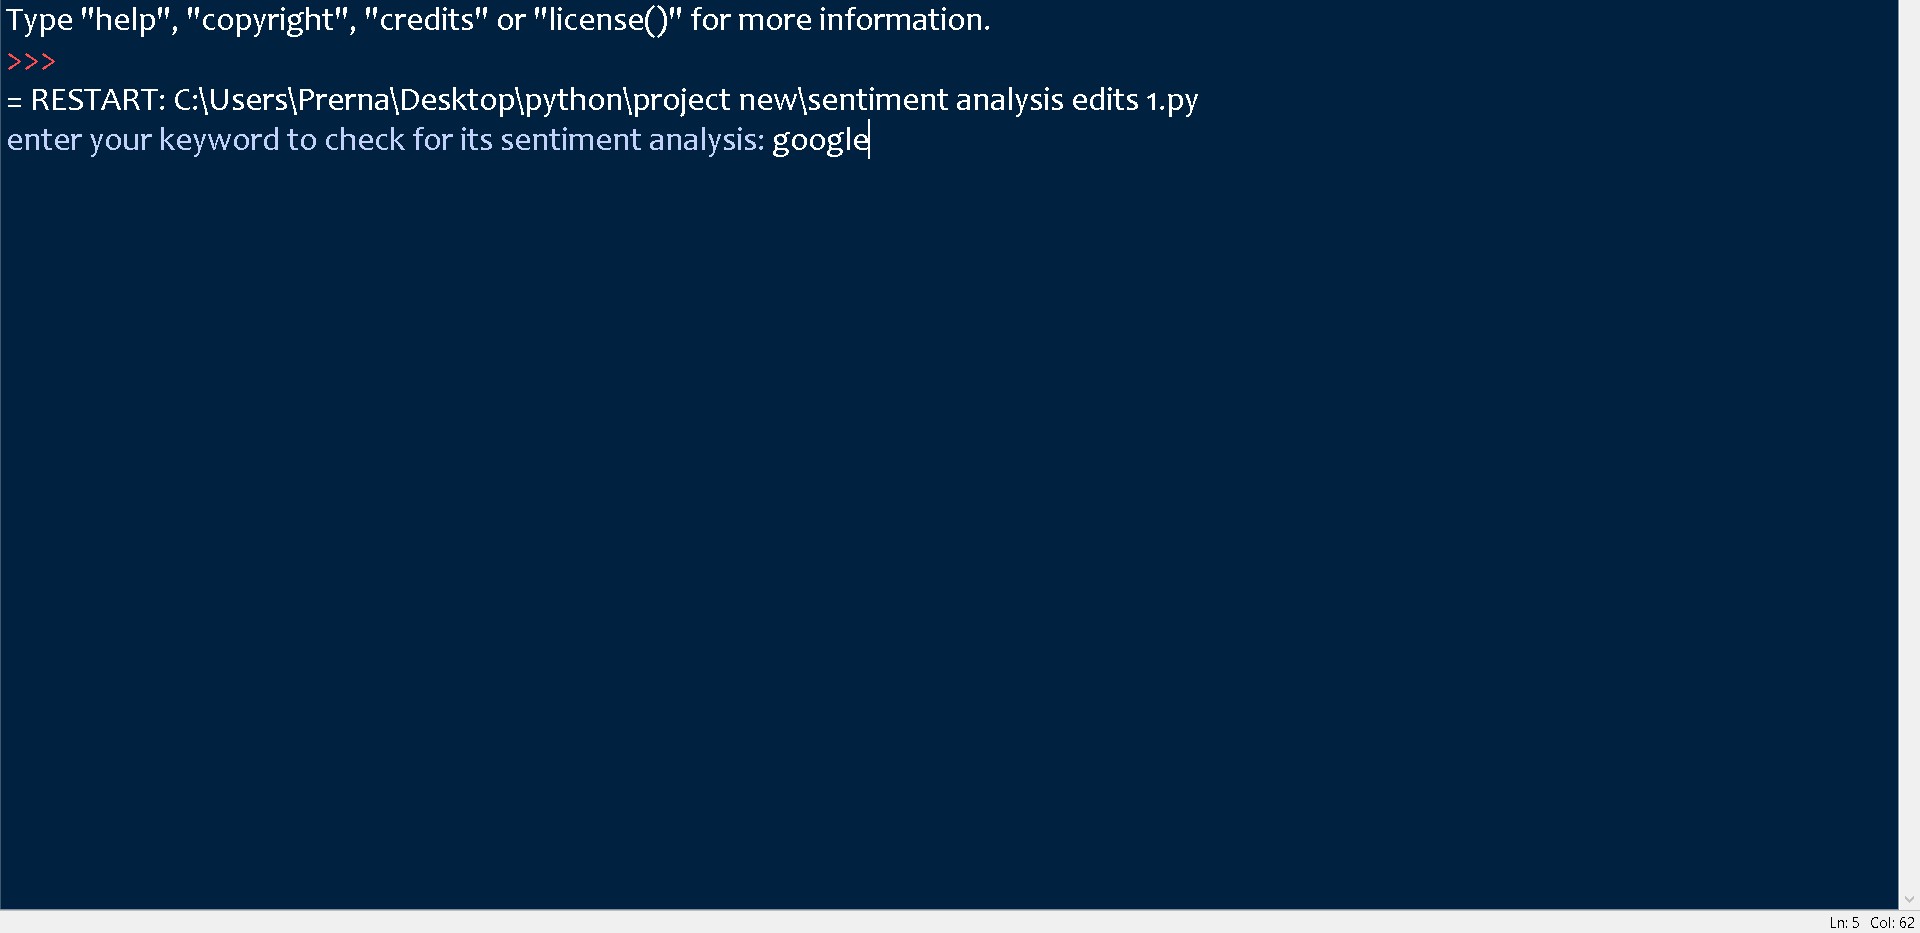 Type "help", "copyright", "credits" or "license()" for more information.
>>>
= RESTART: C:\Users\Prerna\Desktop\python\project new\sentiment analysis edits 1.py
enter your keyword to check for its sentiment analysis: google
Ln: 5 Col: 62